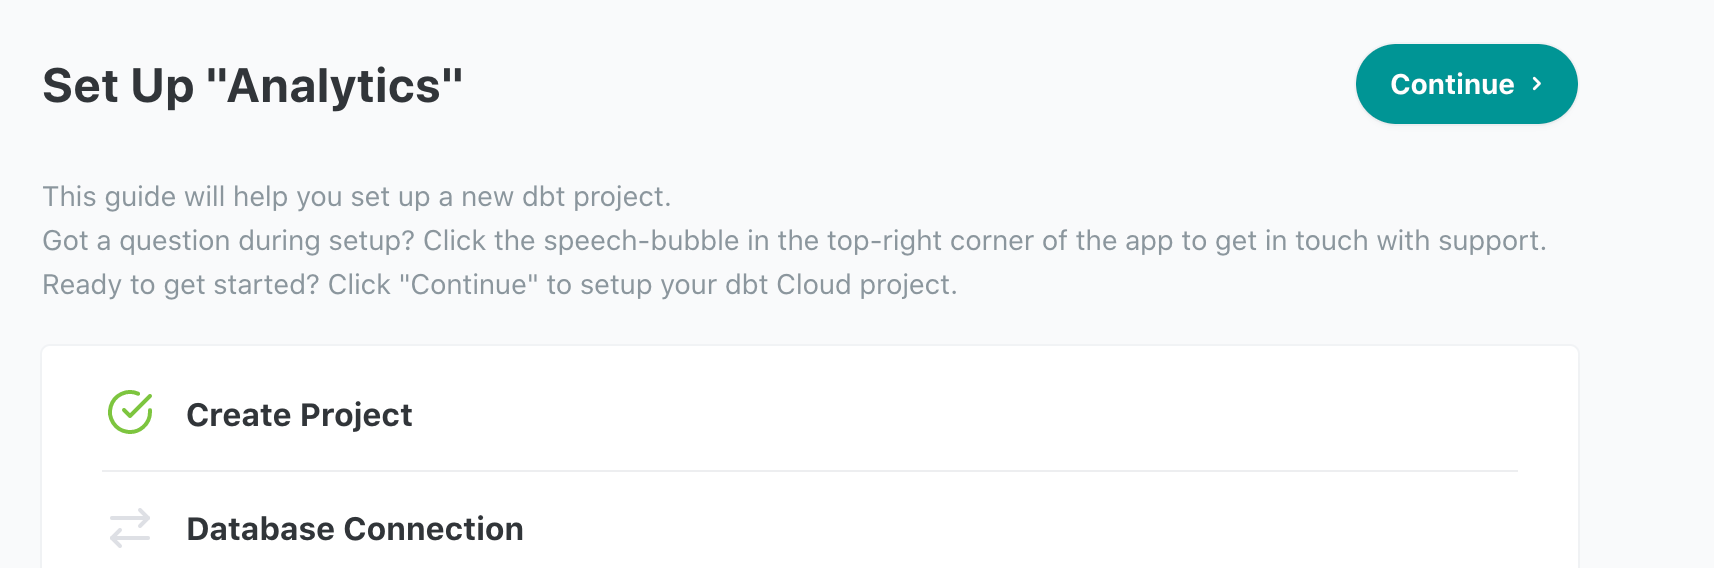 Set Up "Analytics"
Continue ›
This guide will help you set up a new dbt project.
Got a question during setup? Click the speech-bubble in the top-right corner of the app to get in touch with support.
Ready to get started? Click "Continue" to setup your dbt Cloud project.
Create Project
Database Connection